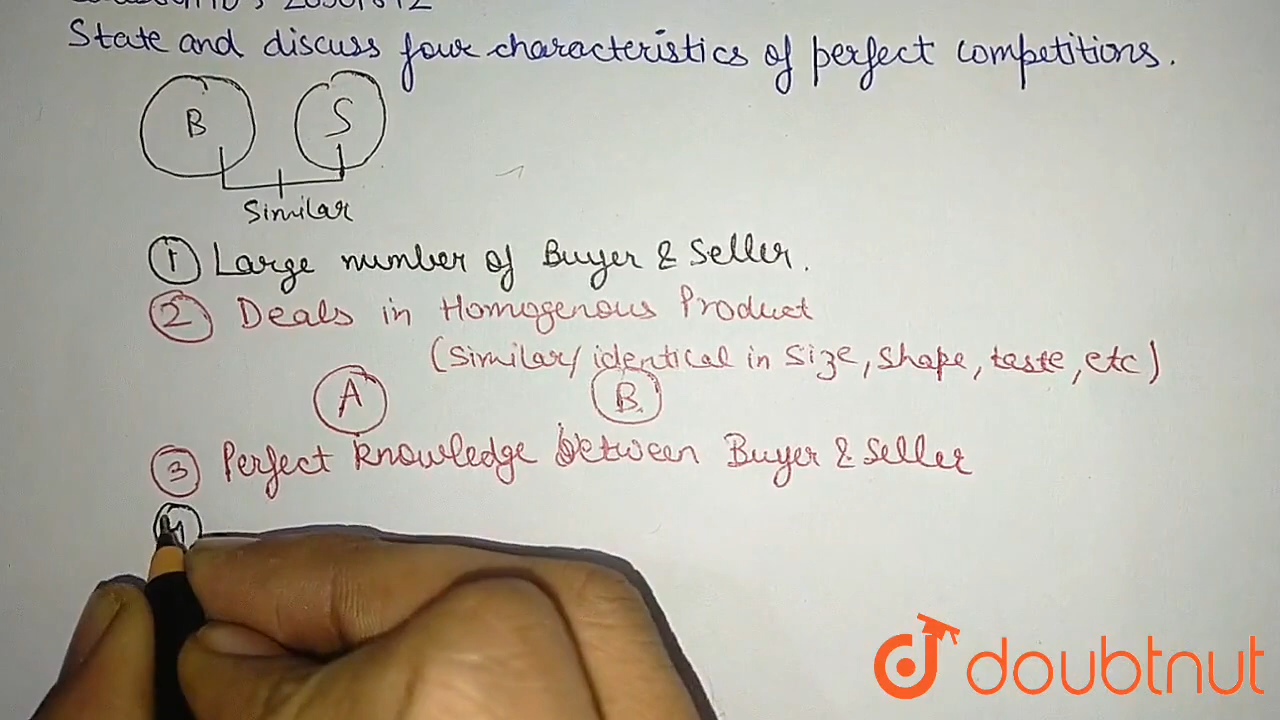 State and discuss four characteristics of perfect competitions.
B S
Similar
1 Large number of Buyer & Seller.
2 Deals in Homogenous Product
(Similar/identical in size, shape, taste, etc)
A B.
3 Perfect knowledge between Buyer & Seller
4
doubtnut